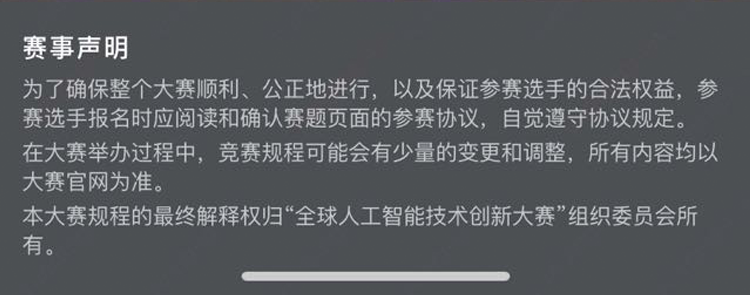 赛事声明
为了确保整个大赛顺利、公正地进行，以及保证参赛选手的合法权益，参
赛选手报名时应阅读和确认赛题页面的参赛协议，自觉遵守协议规定。
在大赛举办过程中，竞赛规程可能会有少量的变更和调整，所有内容均以
大赛官网为准。
本大赛规程的最终解释权归“全球人工智能技术创新大赛”组织委员会所
有。